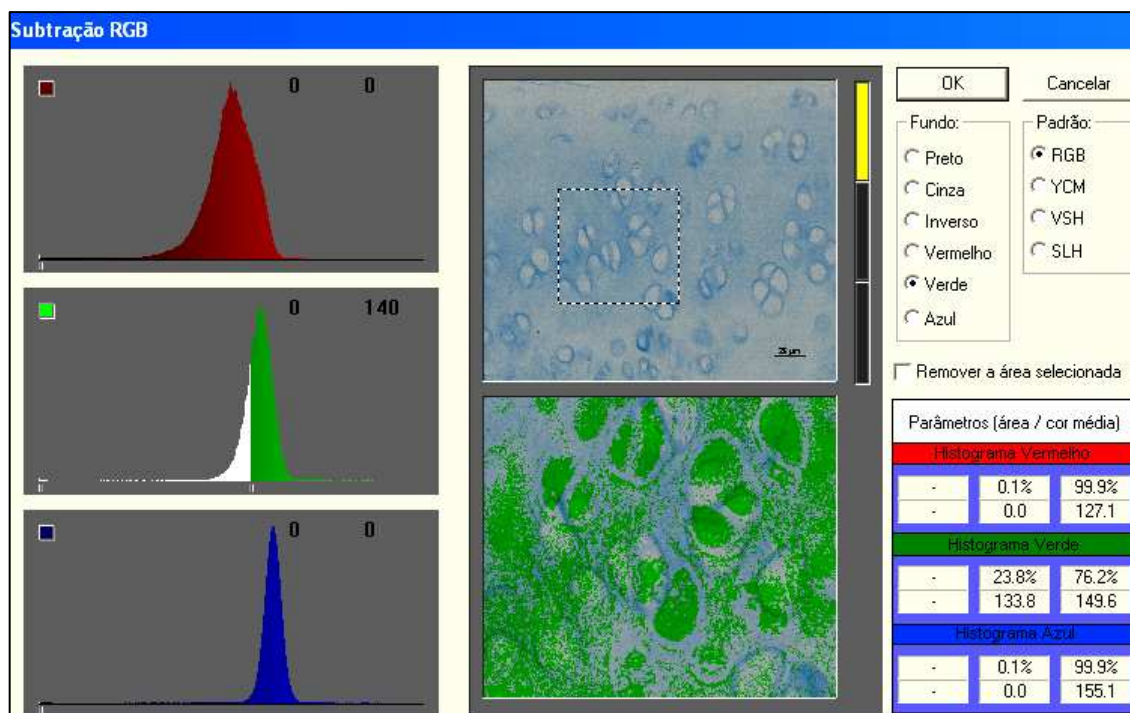 Subtração RGB
0 0
0 140
0 0
25 µm
OK Cancelar
Fundo: Padrão:
Preto RGB
Cinza YCM
Inverso VSH
Vermelho SLH
Verde
Azul
Remover a área selecionada
Parâmetros (área / cor média)
Histograma Vermelho
- 0.1% 99.9%
- 0.0 127.1
Histograma Verde
- 23.8% 76.2%
- 133.8 149.6
Histograma Azul
- 0.1% 99.9%
- 0.0 155.1